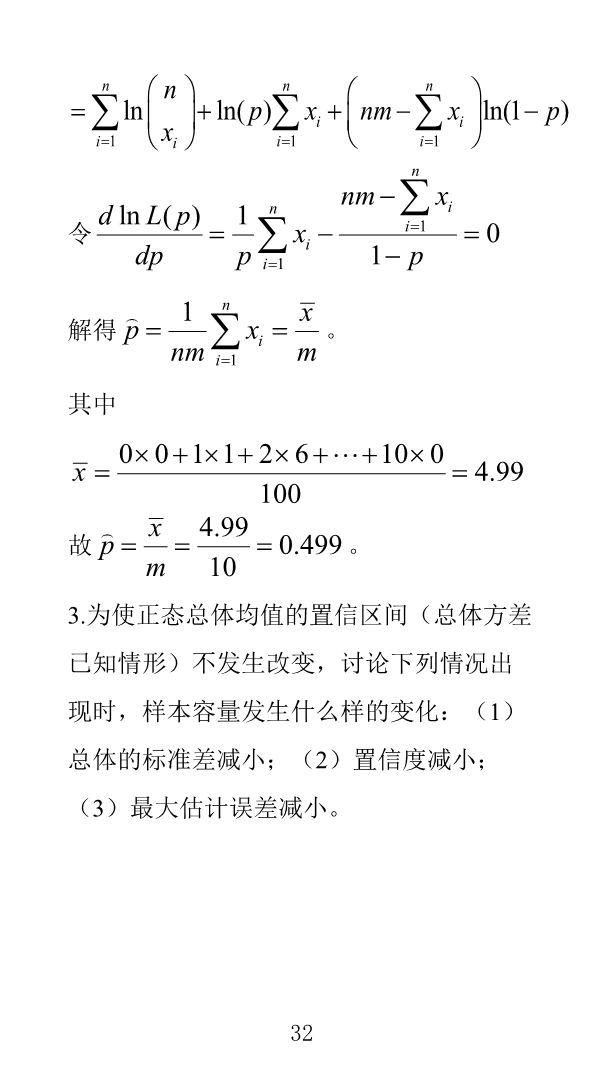 $=\sum_{i=1}^{n}\ln\binom{n}{x_i}+\ln(p)\sum_{i=1}^{n}x_i+\left(nm-\sum_{i=1}^{n}x_i\right)\ln(1-p)$
令 $\frac{d\ln L(p)}{dp}=\frac{1}{p}\sum_{i=1}^{n}x_i-\frac{nm-\sum_{i=1}^{n}x_i}{1-p}=0$
解得 $\widehat{p}=\frac{1}{nm}\sum_{i=1}^{n}x_i=\frac{\overline{x}}{m}$ 。
其中
$\overline{x}=\frac{0\times 0+1\times 1+2\times 6+\cdots+10\times 0}{100}=4.99$
故 $\widehat{p}=\frac{\overline{x}}{m}=\frac{4.99}{10}=0.499$ 。
3.为使正态总体均值的置信区间（总体方差
已知情形）不发生改变，讨论下列情况出
现时，样本容量发生什么样的变化：（1）
总体的标准差减小；（2）置信度减小；
（3）最大估计误差减小。
32